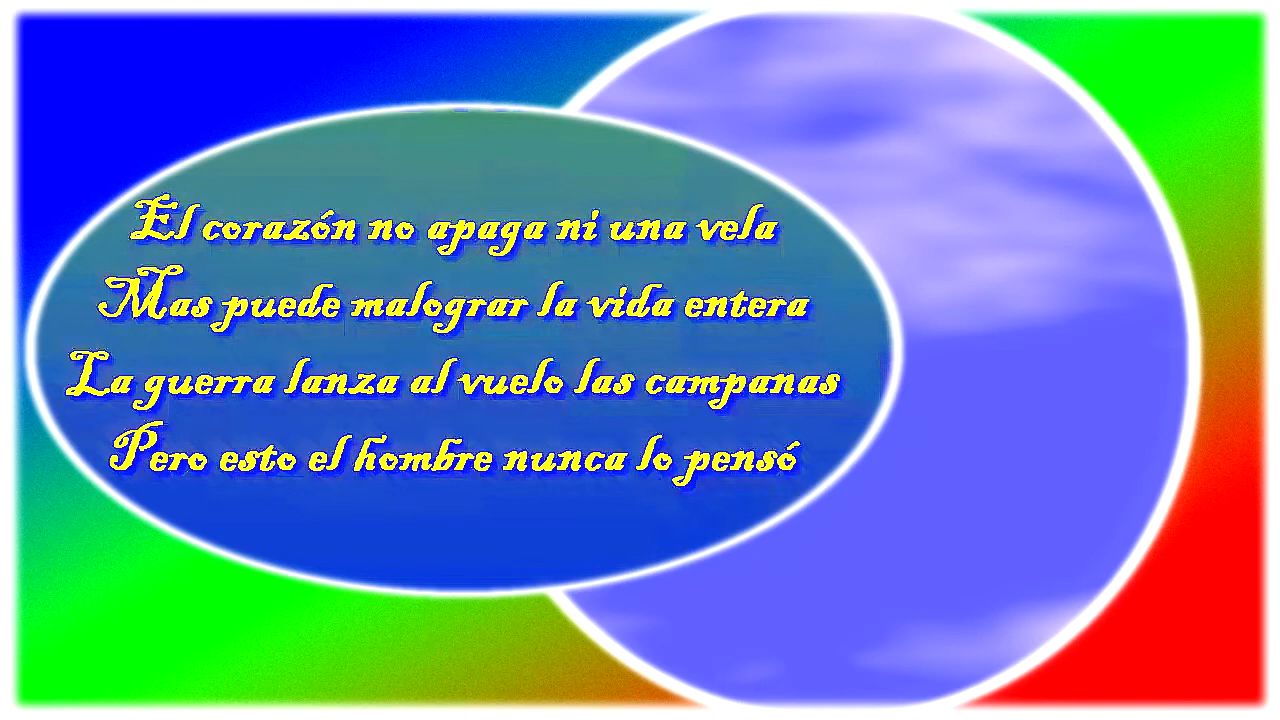 El corazón no apaga ni una vela
Mas puede malograr la vida entera
La guerra lanza al vuelo las campanas
Pero esto el hombre nunca lo pensó